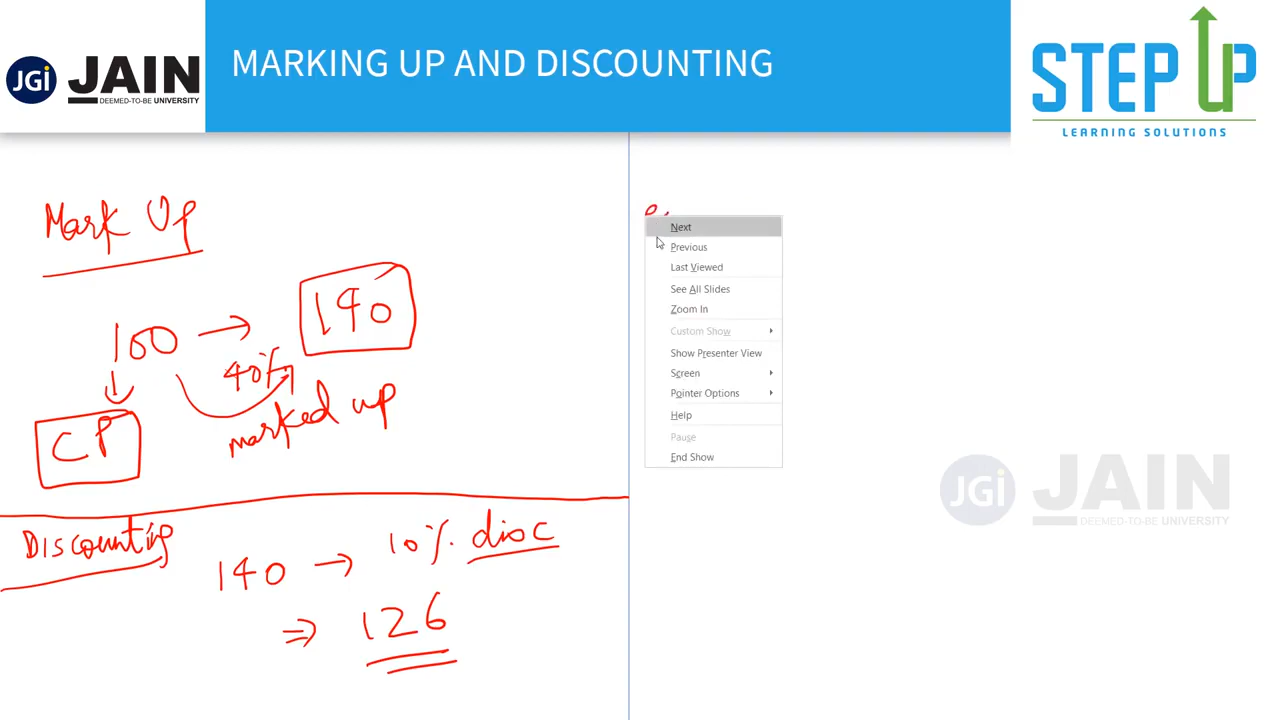 JGi JAIN
DEEMED-TO-BE UNIVERSITY
MARKING UP AND DISCOUNTING
STEP UP
LEARNING SOLUTIONS
Mark Up
100 → 140
40%
marked up
CP
Next
Previous
Last Viewed
See All Slides
Zoom In
Custom Show
Show Presenter View
Screen
Pointer Options
Help
Pause
End Show
JGi JAIN
DEEMED-TO-BE UNIVERSITY
Discounting
140 → 10% disc
⇒ 126